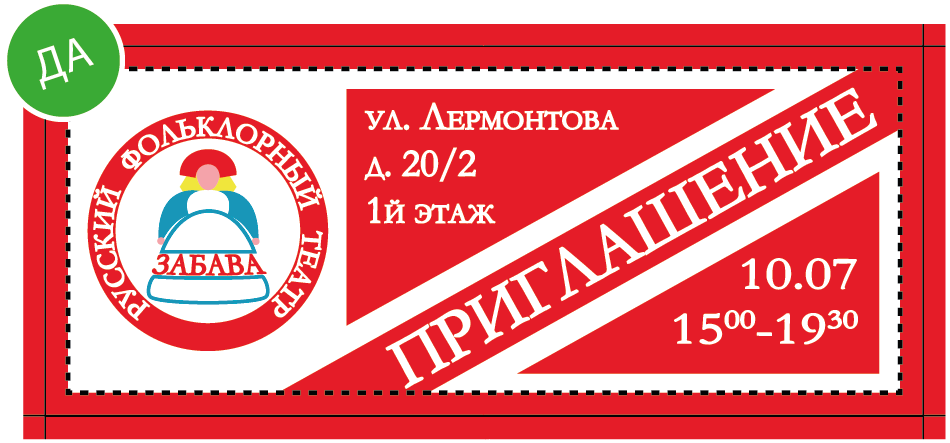 ДА
РУССКИЙ ФОЛЬКЛОРНЫЙ ТЕАТР
ЗАБАВА
ул. Лермонтова
д. 20/2
1й этаж
ПРИГЛАШЕНИЕ
10.07
15⁰⁰-19³⁰